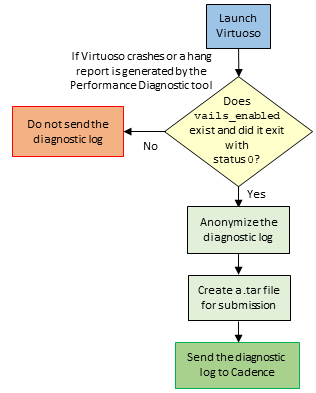 Launch
Virtuoso
If Virtuoso crashes or a hang
report is generated by the
Performance Diagnostic tool
Does
vails_enabled
exist and did it exit
with
status 0?
No
Do not send the
diagnostic log
Yes
Anonymize the
diagnostic log
Create a .tar file
for submission
Send the diagnostic
log to Cadence